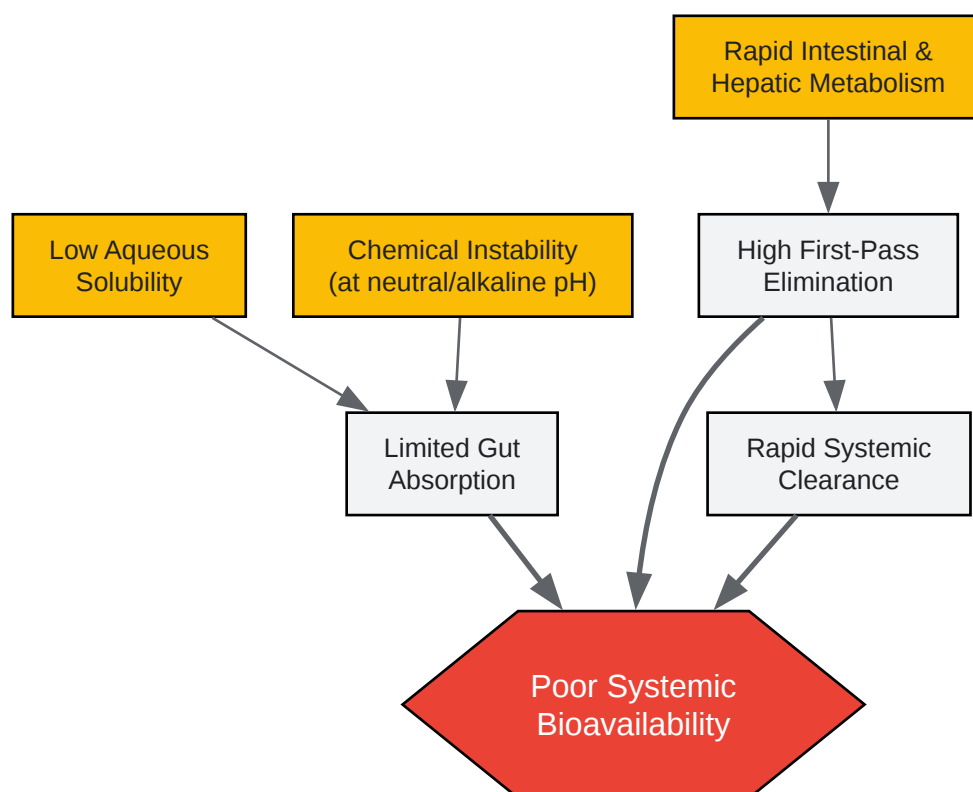 Rapid Intestinal &
Hepatic Metabolism
Low Aqueous
Solubility
Chemical Instability
(at neutral/alkaline pH)
High First-Pass
Elimination
Limited Gut
Absorption
Rapid Systemic
Clearance
Poor Systemic
Bioavailability